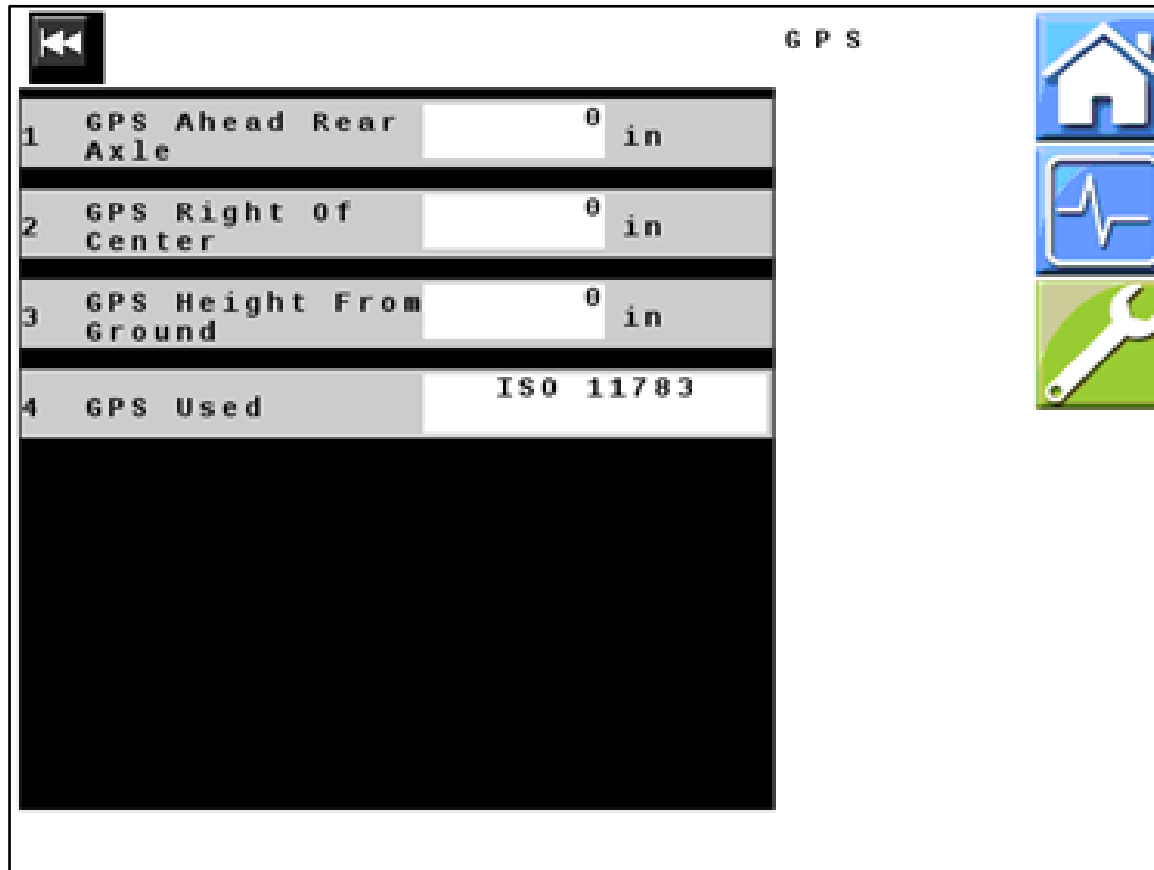 GPS
1 GPS Ahead Rear Axle 0 in
2 GPS Right Of Center 0 in
3 GPS Height From Ground 0 in
4 GPS Used ISO 11783